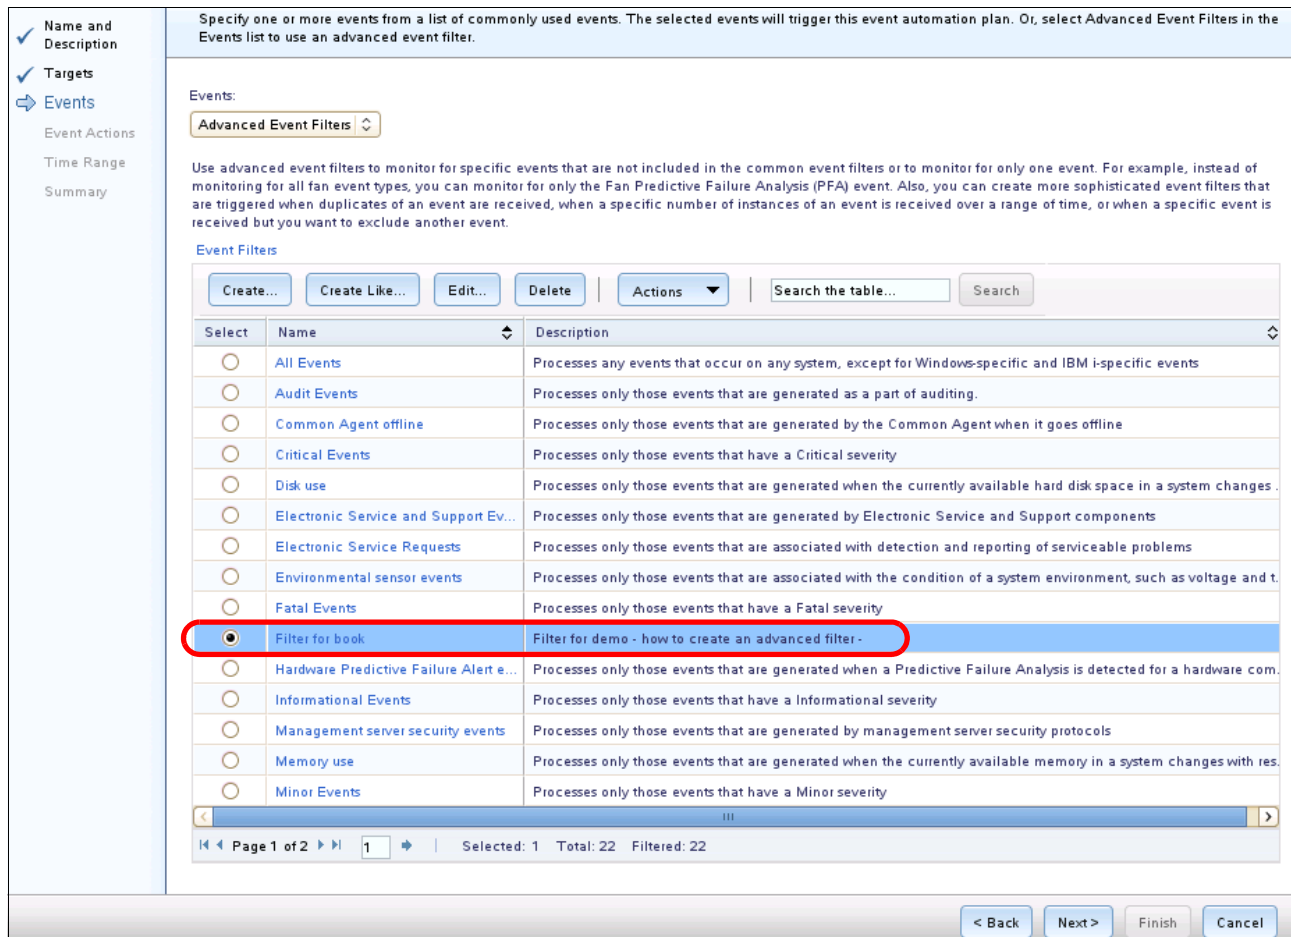 Name and
Description
Targets
Events
Event Actions
Time Range
Summary
Specify one or more events from a list of commonly used events. The selected events will trigger this event automation plan. Or, select Advanced Event Filters in the
Events list to use an advanced event filter.
Events:
Advanced Event Filters
Use advanced event filters to monitor for specific events that are not included in the common event filters or to monitor for only one event. For example, instead of
monitoring for all fan event types, you can monitor for only the Fan Predictive Failure Analysis (PFA) event. Also, you can create more sophisticated event filters that
are triggered when duplicates of an event are received, when a specific number of instances of an event is received over a range of time, or when a specific event is
received but you want to exclude another event.
Event Filters
Create... Create Like... Edit... Delete Actions Search the table... Search
Select Name Description
All Events Processes any events that occur on any system, except for Windows-specific and IBM i-specific events
Audit Events Processes only those events that are generated as a part of auditing.
Common Agent offline Processes only those events that are generated by the Common Agent when it goes offline
Critical Events Processes only those events that have a Critical severity
Disk use Processes only those events that are generated when the currently available hard disk space in a system changes .
Electronic Service and Support Ev... Processes only those events that are generated by Electronic Service and Support components
Electronic Service Requests Processes only those events that are associated with detection and reporting of serviceable problems
Environmental sensor events Processes only those events that are associated with the condition of a system environment, such as voltage and t.
Fatal Events Processes only those events that have a Fatal severity
Filter for book Filter for demo - how to create an advanced filter -
Hardware Predictive Failure Alert e... Processes only those events that are generated when a Predictive Failure Analysis is detected for a hardware com.
Informational Events Processes only those events that have a Informational severity
Management server security events Processes only those events that are generated by management server security protocols
Memory use Processes only those events that are generated when the currently available memory in a system changes with res.
Minor Events Processes only those events that have a Minor severity
Page 1 of 2 1 Selected: 1 Total: 22 Filtered: 22
< Back Next > Finish Cancel